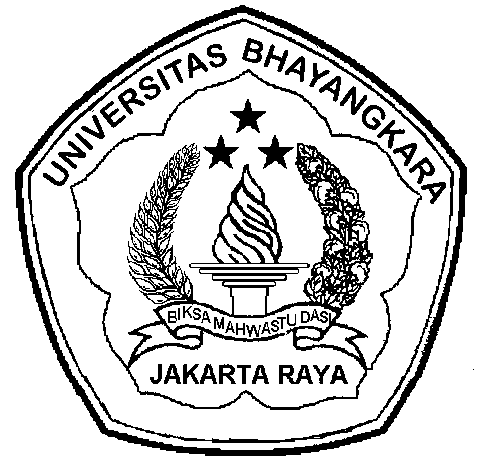 UNIVERSITAS BHAYANGKARA
BIKSA MAHWASTU DASI
JAKARTA RAYA